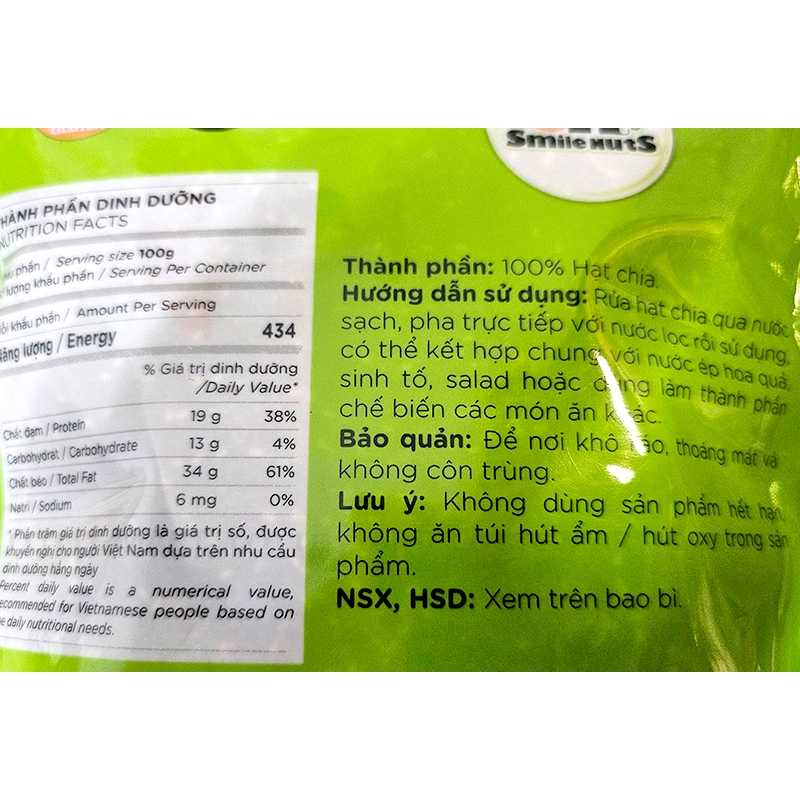 Smile Nuts
THÀNH PHẦN DINH DƯỠNG
NUTRITION FACTS
khẩu phần / Serving size 100g
lượng khẩu phần / Serving Per Container
khẩu phần / Amount Per Serving
Năng lượng / Energy 434
% Giá trị dinh dưỡng
/Daily Value*
Chất đạm / Protein 19 g 38%
Carbohydrat / Carbohydrate 13 g 4%
Chất béo / Total Fat 34 g 61%
Natri / Sodium 6 mg 0%
* Phần trăm giá trị dinh dưỡng là giá trị số, được
khuyến nghị cho người Việt Nam dựa trên nhu cầu
dinh dưỡng hằng ngày
Percent daily value is a numerical value,
recommended for Vietnamese people based on
daily nutritional needs.
Thành phần: 100% Hạt chia.
Hướng dẫn sử dụng: Rửa hạt chia qua nước
sạch, pha trực tiếp với nước lọc rồi sử dụng,
có thể kết hợp chung với nước ép hoa quả,
sinh tố, salad hoặc dùng làm thành phần
chế biến các món ăn khác.
Bảo quản: Để nơi khô ráo, thoáng mát và
không côn trùng.
Lưu ý: Không dùng sản phẩm hết hạn,
không ăn túi hút ẩm / hút oxy trong sản
phẩm.
NSX, HSD: Xem trên bao bì.